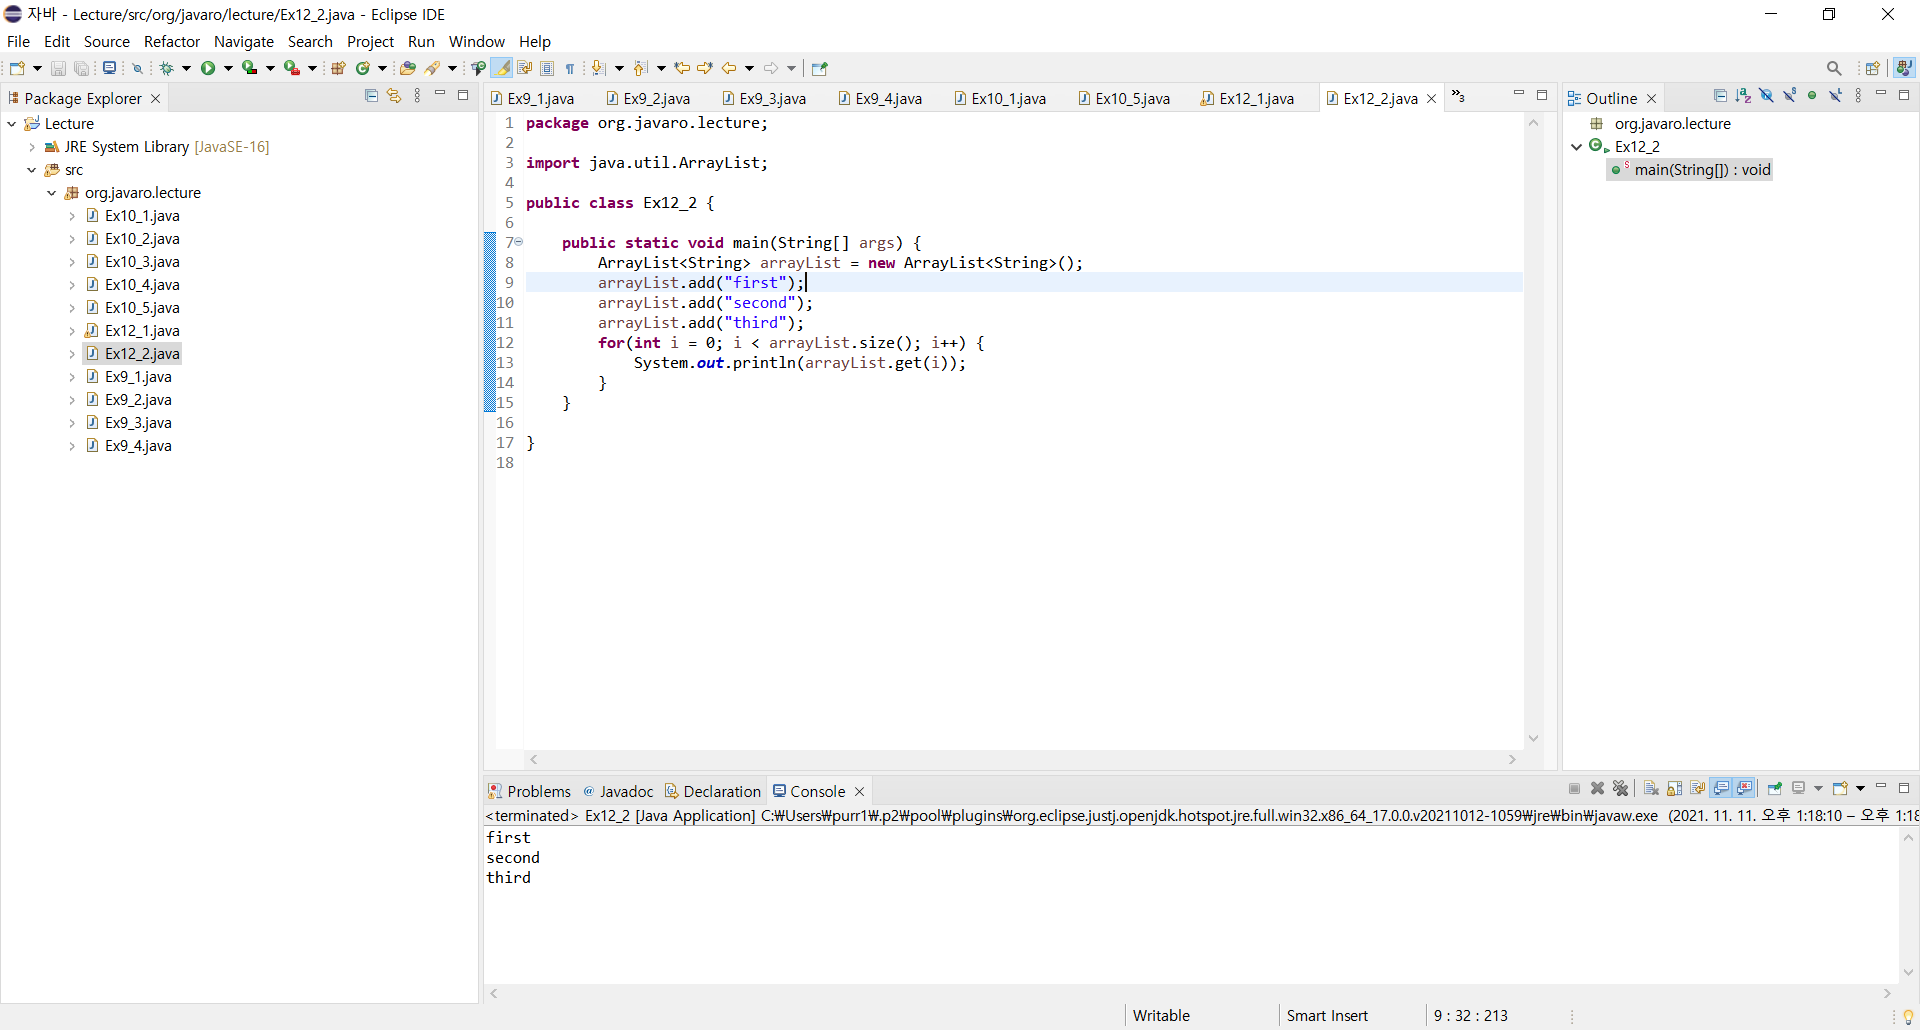 자바 - Lecture/src/org/javaro/lecture/Ex12_2.java - Eclipse IDE
File Edit Source Refactor Navigate Search Project Run Window Help
Package Explorer
Lecture
JRE System Library [JavaSE-16]
src
org.javaro.lecture
Ex10_1.java
Ex10_2.java
Ex10_3.java
Ex10_4.java
Ex10_5.java
Ex12_1.java
Ex12_2.java
Ex9_1.java
Ex9_2.java
Ex9_3.java
Ex9_4.java
Ex9_1.java Ex9_2.java Ex9_3.java Ex9_4.java Ex10_1.java Ex10_5.java Ex12_1.java Ex12_2.java »3
1 package org.javaro.lecture;
2
3 import java.util.ArrayList;
4
5 public class Ex12_2 {
6
7 public static void main(String[] args) {
8 ArrayList<String> arrayList = new ArrayList<String>();
9 arrayList.add("first");
10 arrayList.add("second");
11 arrayList.add("third");
12 for(int i = 0; i < arrayList.size(); i++) {
13 System.out.println(arrayList.get(i));
14 }
15 }
16
17 }
18
Outline
org.javaro.lecture
Ex12_2
main(String[]) : void
Problems Javadoc Declaration Console
<terminated> Ex12_2 [Java Application] C:₩Users₩purr1₩.p2₩pool₩plugins₩org.eclipse.justj.openjdk.hotspot.jre.full.win32.x86_64_17.0.0.v20211012-1059₩jre₩bin₩javaw.exe (2021. 11. 11. 오후 1:18:10 – 오후 1:18
first
second
third
Writable Smart Insert 9 : 32 : 213